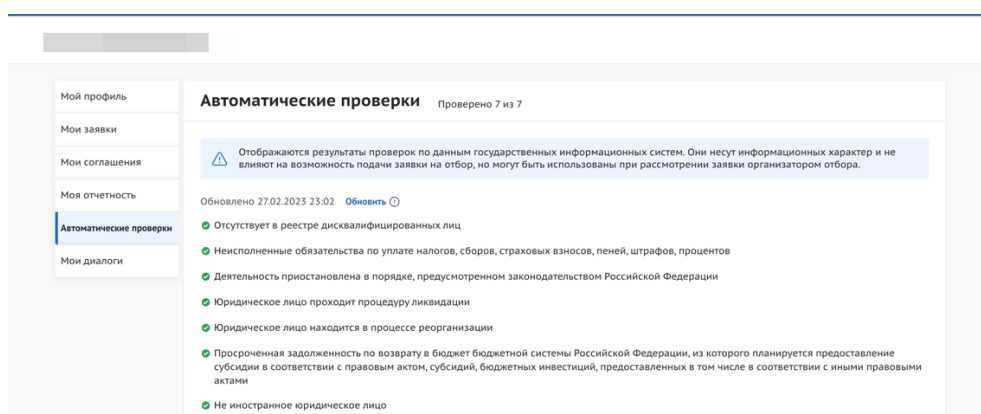 Мой профиль
Мои заявки
Мои соглашения
Моя отчетность
Автоматические проверки
Мои диалоги
Автоматические проверки Проверено 7 из 7
Отображаются результаты проверок по данным государственных информационных систем. Они несут информационных характер и не
влияют на возможность подачи заявки на отбор, но могут быть использованы при рассмотрении заявки организатором отбора.
Обновлено 27.02.2023 23:02 Обновить
Отсутствует в реестре дисквалифицированных лиц
Неисполненные обязательства по уплате налогов, сборов, страховых взносов, пеней, штрафов, процентов
Деятельность приостановлена в порядке, предусмотренном законодательством Российской Федерации
Юридическое лицо проходит процедуру ликвидации
Юридическое лицо находится в процессе реорганизации
Просроченная задолженность по возврату в бюджет бюджетной системы Российской Федерации, из которого планируется предоставление
субсидии в соответствии с правовым актом, субсидий, бюджетных инвестиций, предоставленных в том числе в соответствии с иными правовыми
актами
Не иностранное юридическое лицо